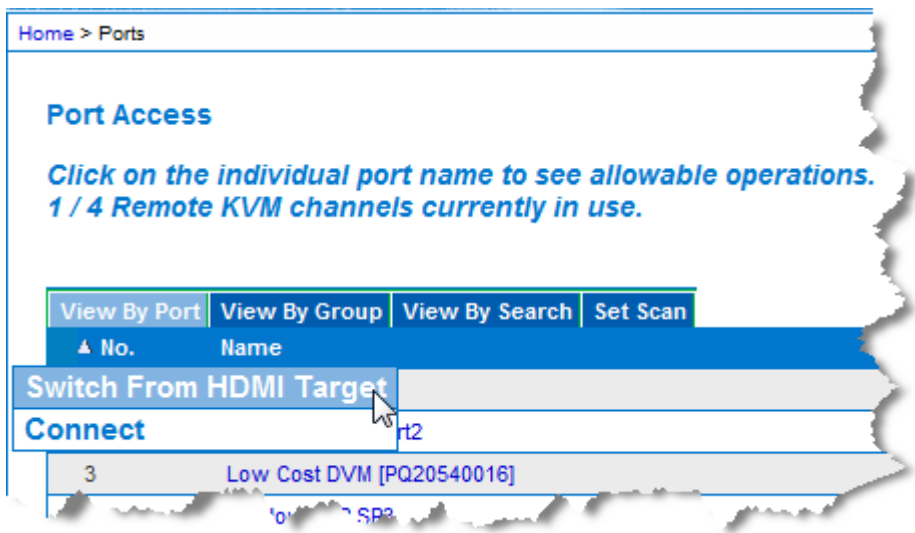 Home > Ports
Port Access
Click on the individual port name to see allowable operations.
1 / 4 Remote KVM channels currently in use.
View By Port View By Group View By Search Set Scan
No. Name
Switch From HDMI Target
Connect
3 Low Cost DVM [PQ20540016]